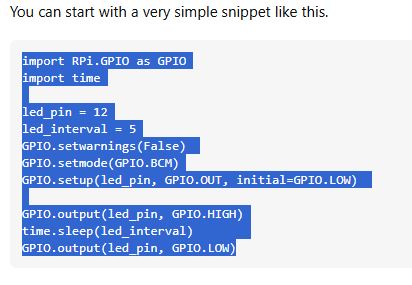 You can start with a very simple snippet like this.
import RPi.GPIO as GPIO
import time
led_pin = 12
led_interval = 5
GPIO.setwarnings(False)
GPIO.setmode(GPIO.BCM)
GPIO.setup(led_pin, GPIO.OUT, initial=GPIO.LOW)
GPIO.output(led_pin, GPIO.HIGH)
time.sleep(led_interval)
GPIO.output(led_pin, GPIO.LOW)